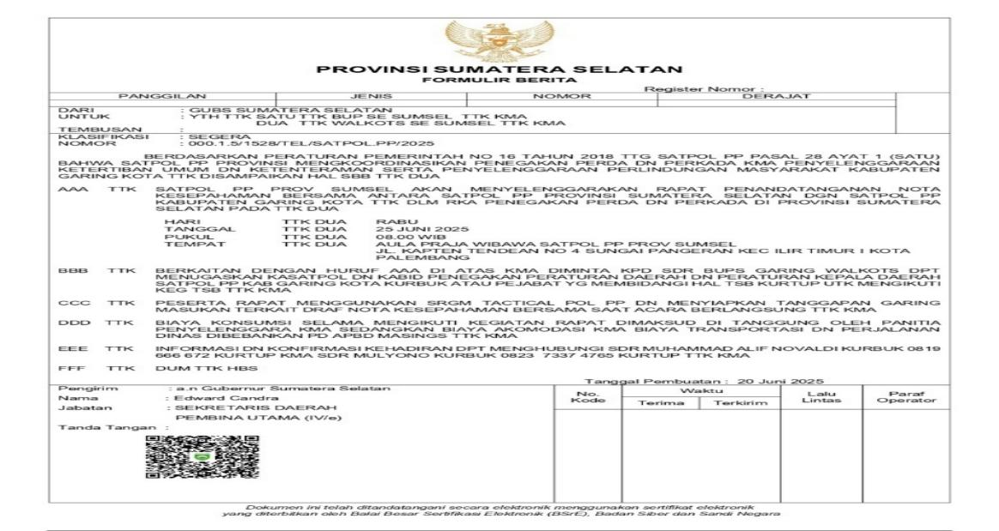 PROVINSI SUMATERA SELATAN
FORMULIR BERITA
Register Nomor :
PANGGILAN JENIS NOMOR DERAJAT
DARI : GUBS SUMATERA SELATAN
UNTUK : YTH TTK SATU TTK BUP SE SUMSEL TTK KMA
DUA TTK WALKOTS SE SUMSEL TTK KMA
TEMBUSAN :
KLASIFIKASI : SEGERA
NOMOR : 000.1.5/1528/TEL/SATPOL.PP/2025
BERDASARKAN PERATURAN PEMERINTAH NO 16 TAHUN 2018 TTG SATPOL PP PASAL 28 AYAT 1 (SATU)
BAHWA SATPOL PP PROVINSI MENGKOORDINASIKAN PENEGAKAN PERDA DN PERKADA KMA PENYELENGGARAAN
KETERTIBAN UMUM DN KETENTERAMAN SERTA PENYELENGGARAAN PERLINDUNGAN MASYARAKAT KABUPATEN
GARING KOTA TTK DISAMPAIKAN HAL SBB TTK DUA
AAA TTK SATPOL PP PROV SUMSEL AKAN MENYELENGGARAKAN RAPAT PENANDATANGANAN NOTA
KESEPAHAMAN BERSAMA ANTARA SATPOL PP PROVINSI SUMATERA SELATAN DGN SATPOL PP
KABUPATEN GARING KOTA TTK DLM RKA PENEGAKAN PERDA DN PERKADA DI PROVINSI SUMATERA
SELATAN PADA TTK DUA
HARI TTK DUA RABU
TANGGAL TTK DUA 25 JUNI 2025
PUKUL TTK DUA 08.00 WIB
TEMPAT TTK DUA AULA PRAJA WIBAWA SATPOL PP PROV SUMSEL
JL. KAPTEN TENDEAN NO 4 SUNGAI PANGERAN KEC ILIR TIMUR I KOTA
PALEMBANG
BBB TTK BERKAITAN DENGAN HURUF AAA DI ATAS KMA DIMINTA KPD SDR BUPS GARING WALKOTS DPT
MENUGASKAN KASATPOL DN KABID PENEGAKAN PERATURAN DAERAH DN PERATURAN KEPALA DAERAH
SATPOL PP KAB GARING KOTA KURBUK ATAU PEJABAT YG MEMBIDANGI HAL TSB KURTUP UTK MENGIKUTI
KEG TSB TTK KMA
CCC TTK PESERTA RAPAT MENGGUNAKAN SRGM TACTICAL POL PP DN MENYIAPKAN TANGGAPAN GARING
MASUKAN TERKAIT DRAF NOTA KESEPAHAMAN BERSAMA SAAT ACARA BERLANGSUNG TTK KMA
DDD TTK BIAYA KONSUMSI SELAMA MENGIKUTI KEGIATAN RAPAT DIMAKSUD DI TANGGUNG OLEH PANITIA
PENYELENGGARA KMA SEDANGKAN BIAYA AKOMODASI KMA BIAYA TRANSPORTASI DN PERJALANAN
DINAS DIBEBANKAN PD APBD MASINGS TTK KMA
EEE TTK INFORMASI DN KONFIRMASI KEHADIRAN DPT MENGHUBUNGI SDR MUHAMMAD ALIF NOVALDI KURBUK 0819
666 672 KURTUP KMA SDR MULYONO KURBUK 0823 7337 4765 KURTUP TTK KMA
FFF TTK DUM TTK HBS
Tanggal Pembuatan : 20 Juni 2025
Pengirim : a.n Gubernur Sumatera Selatan
Nama : Edward Candra
Jabatan : SEKRETARIS DAERAH
PEMBINA UTAMA (IV/e)
Tanda Tangan :
No. Kode Waktu Lalu Lintas Paraf Operator
Terima Terkirim
Dokumen ini telah ditandatangani secara elektronik menggunakan sertifikat elektronik
yang diterbitkan oleh Balai Besar Sertifikasi Elektronik (BSrE), Badan Siber dan Sandi Negara